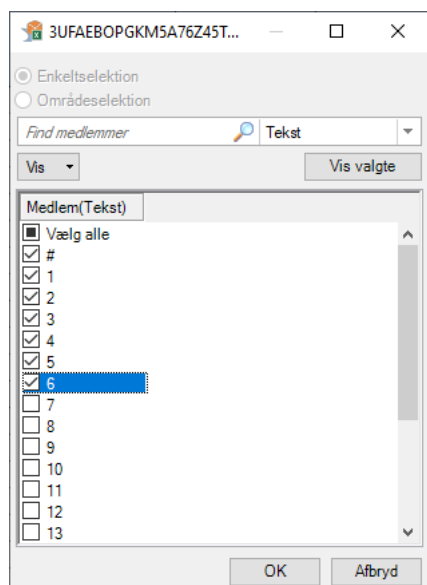 3UFAEBOPGKM5A76Z45T...
Enkeltselektion
Områdeselektion
Find medlemmer Tekst
Vis Vis valgte
Medlem(Tekst)
Vælg alle
#
1
2
3
4
5
6
7
8
9
10
11
12
13
OK Afbryd